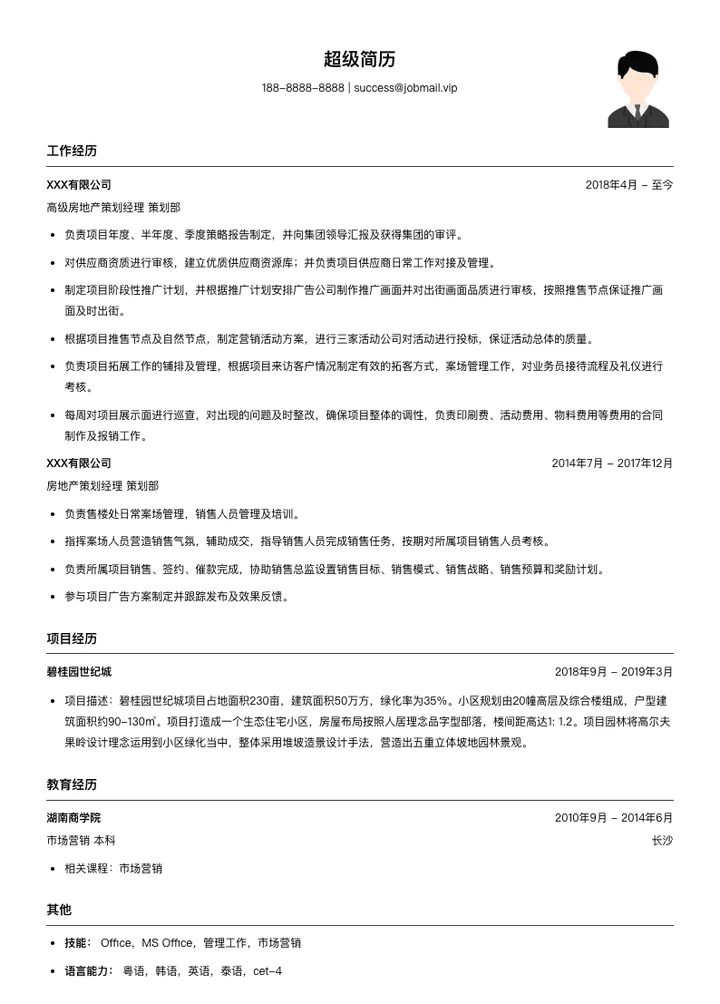 超级简历
188-8888-8888 | success@jobmail.vip
工作经历
XXX有限公司 2018年4月 - 至今
高级房地产策划经理 策划部
• 负责项目年度、半年度、季度策略报告制定，并向集团领导汇报及获得集团的审评。
• 对供应商资质进行审核，建立优质供应商资源库；并负责项目供应商日常工作对接及管理。
• 制定项目阶段性推广计划，并根据推广计划安排广告公司制作推广画面并对出街画面品质进行审核，按照推售节点保证推广画
面及时出街。
• 根据项目推售节点及自然节点，制定营销活动方案，进行三家活动公司对活动进行投标，保证活动总体的质量。
• 负责项目拓展工作的铺排及管理，根据项目来访客户情况制定有效的拓客方式，案场管理工作，对业务员接待流程及礼仪进行
考核。
• 每周对项目展示面进行巡查，对出现的问题及时整改，确保项目整体的调性，负责印刷费、活动费用、物料费用等费用的合同
制作及报销工作。
XXX有限公司 2014年7月 - 2017年12月
房地产策划经理 策划部
• 负责售楼处日常案场管理，销售人员管理及培训。
• 指挥案场人员营造销售气氛，辅助成交，指导销售人员完成销售任务，按期对所属项目销售人员考核。
• 负责所属项目销售、签约、催款完成，协助销售总监设置销售目标、销售模式、销售战略、销售预算和奖励计划。
• 参与项目广告方案制定并跟踪发布及效果反馈。
项目经历
碧桂园世纪城 2018年9月 - 2019年3月
• 项目描述：碧桂园世纪城项目占地面积230亩，建筑面积50万方，绿化率为35%。小区规划由20幢高层及综合楼组成，户型建
筑面积约90-130㎡。项目打造成一个生态住宅小区，房屋布局按照人居理念品字型部落，楼间距高达1: 1.2。项目园林将高尔夫
果岭设计理念运用到小区绿化当中，整体采用堆坡造景设计手法，营造出五重立体坡地园林景观。
教育经历
湖南商学院 2010年9月 - 2014年6月
市场营销 本科 长沙
• 相关课程：市场营销
其他
• 技能： Office，MS Office，管理工作，市场营销
• 语言能力： 粤语，韩语，英语，泰语，cet-4